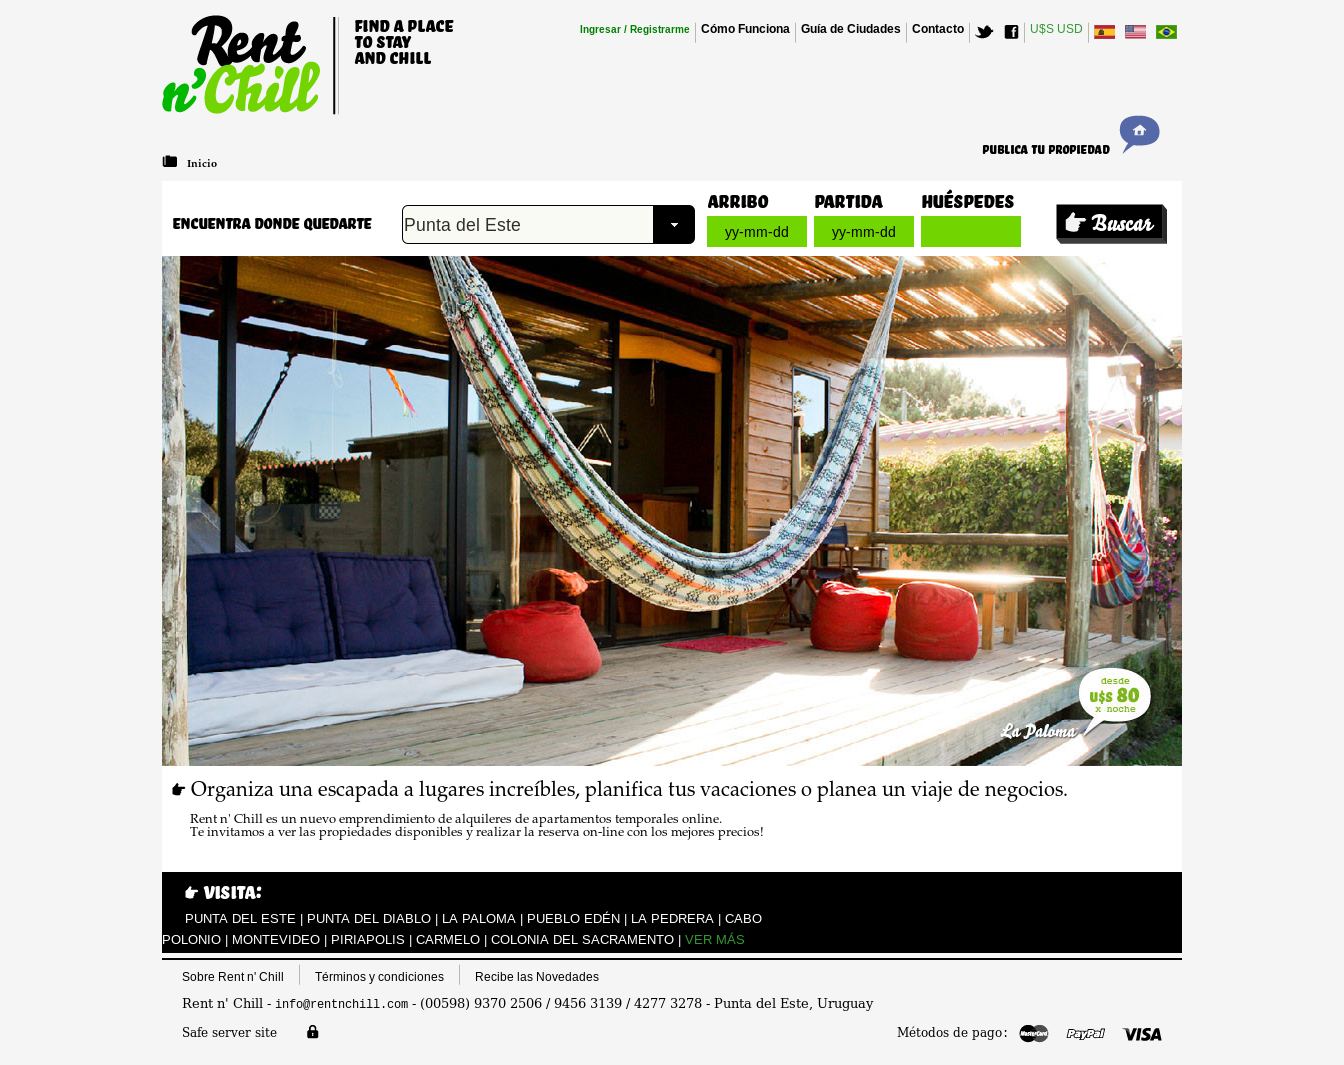 Rent
n' Chill
FIND A PLACE
TO STAY
AND CHILL
Ingresar / Registrarme
Cómo Funciona
Guía de Ciudades
Contacto
U$S USD
PUBLICA TU PROPIEDAD
Inicio
ENCUENTRA DONDE QUEDARTE
Punta del Este
ARRIBO
PARTIDA
HUÉSPEDES
yy-mm-dd
yy-mm-dd
Buscar
desde
U$S 80
x noche
La Paloma
Organiza una escapada a lugares increíbles, planifica tus vacaciones o planea un viaje de negocios.
Rent n' Chill es un nuevo emprendimiento de alquileres de apartamentos temporales online.
Te invitamos a ver las propiedades disponibles y realizar la reserva on-line con los mejores precios!
VISITA:
PUNTA DEL ESTE | PUNTA DEL DIABLO | LA PALOMA | PUEBLO EDÉN | LA PEDRERA | CABO
POLONIO | MONTEVIDEO | PIRIAPOLIS | CARMELO | COLONIA DEL SACRAMENTO | VER MÁS
Sobre Rent n' Chill
Términos y condiciones
Recibe las Novedades
Rent n' Chill - info@rentnchill.com - (00598) 9370 2506 / 9456 3139 / 4277 3278 - Punta del Este, Uruguay
Safe server site
Métodos de pago:
MasterCard
PayPal
VISA